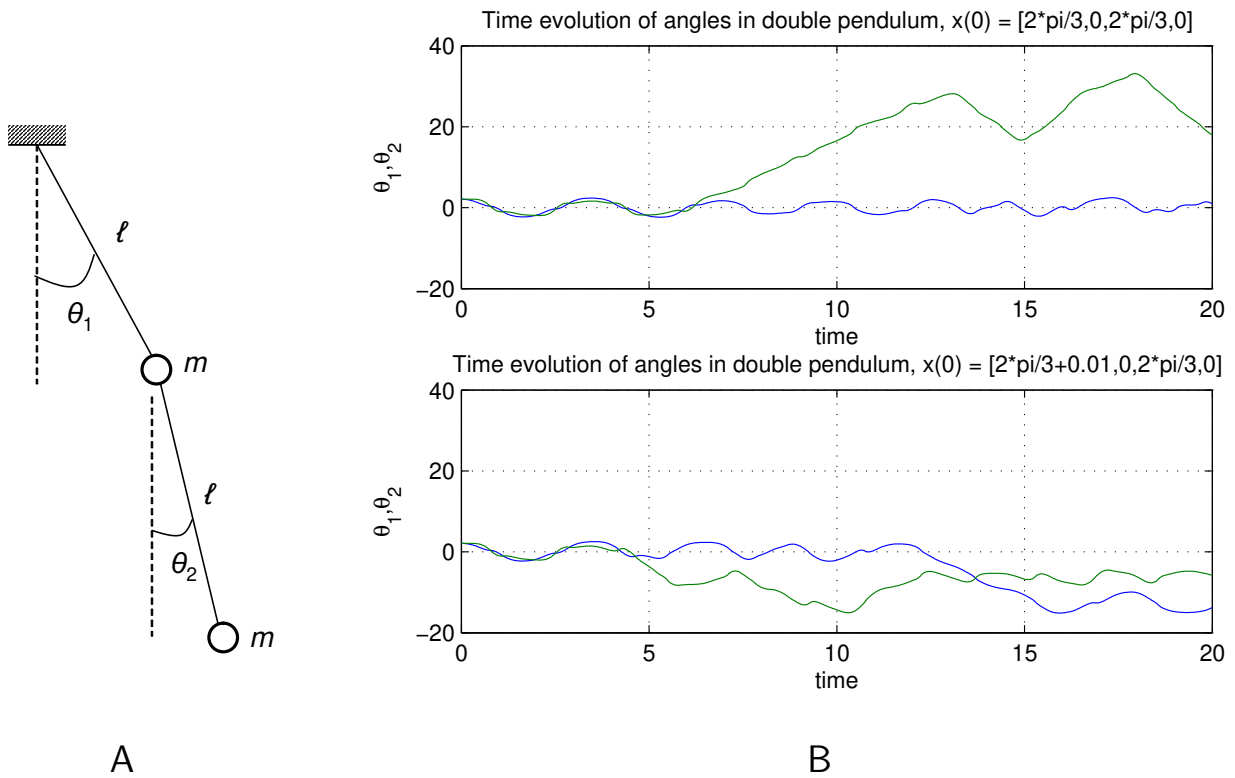 ℓ
θ₁
m
ℓ
θ₂
m
A
Time evolution of angles in double pendulum, x(0) = [2*pi/3,0,2*pi/3,0]
40
20
0
−20
θ₁,θ₂
0
5
10
15
20
time
Time evolution of angles in double pendulum, x(0) = [2*pi/3+0.01,0,2*pi/3,0]
40
20
0
−20
θ₁,θ₂
0
5
10
15
20
time
B